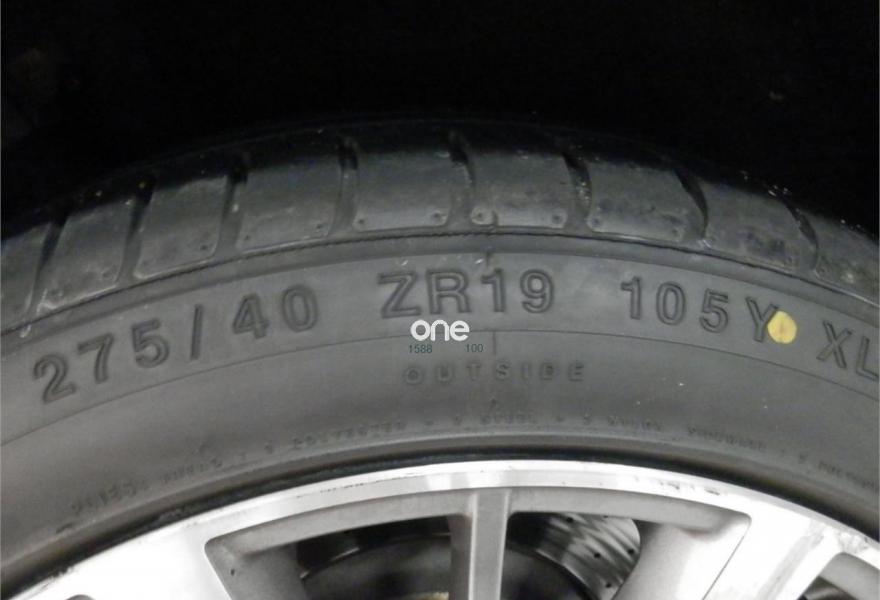 275/40 ZR19 105Y XL
one
1588 100
OUTSIDE